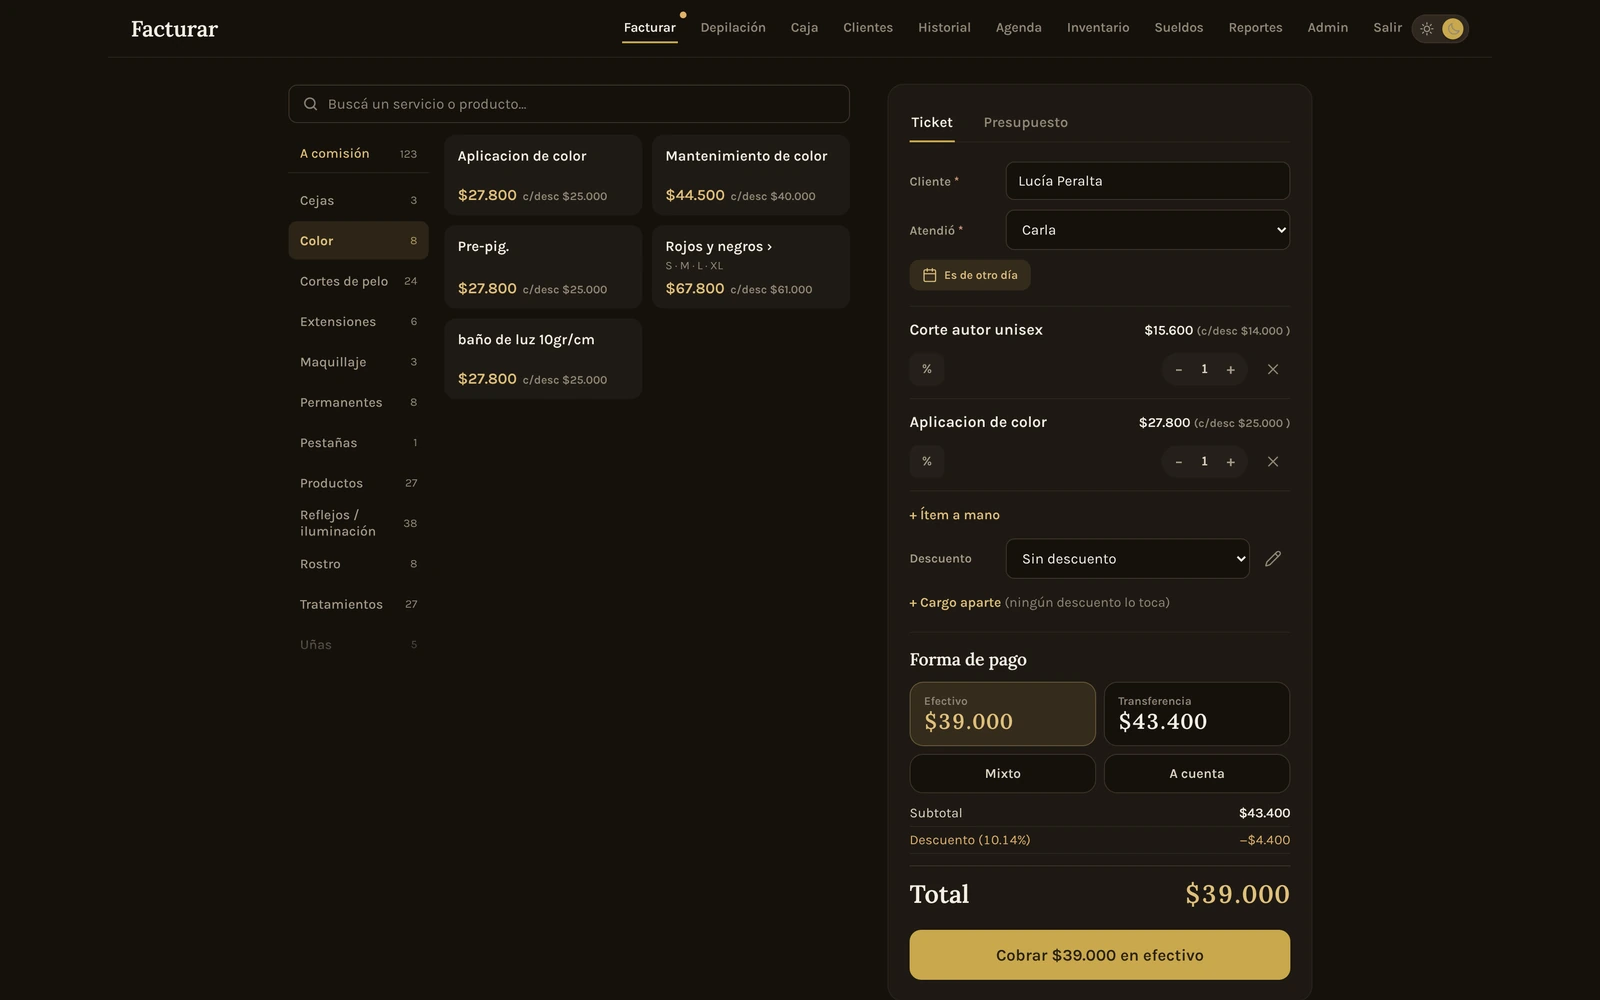 Facturar
Facturar Depilación Caja Clientes Historial Agenda Inventario Sueldos Reportes Admin Salir
Buscá un servicio o producto...
A comisión 123
Cejas 3
Color 8
Cortes de pelo 24
Extensiones 6
Maquillaje 3
Permanentes 8
Pestañas 1
Productos 27
Reflejos /
iluminación 38
Rostro 8
Tratamientos 27
Uñas 5
Aplicacion de color
$27.800 c/desc $25.000
Mantenimiento de color
$44.500 c/desc $40.000
Pre-pig.
$27.800 c/desc $25.000
Rojos y negros ›
S · M · L · XL
$67.800 c/desc $61.000
baño de luz 10gr/cm
$27.800 c/desc $25.000
Ticket Presupuesto
Cliente * Lucía Peralta
Atendió * Carla
Es de otro día
Corte autor unisex $15.600 (c/desc $14.000 )
% - 1 +
Aplicacion de color $27.800 (c/desc $25.000 )
% - 1 +
+ Ítem a mano
Descuento Sin descuento
+ Cargo aparte (ningún descuento lo toca)
Forma de pago
Efectivo
$39.000
Transferencia
$43.400
Mixto
A cuenta
Subtotal $43.400
Descuento (10.14%) −$4.400
Total $39.000
Cobrar $39.000 en efectivo